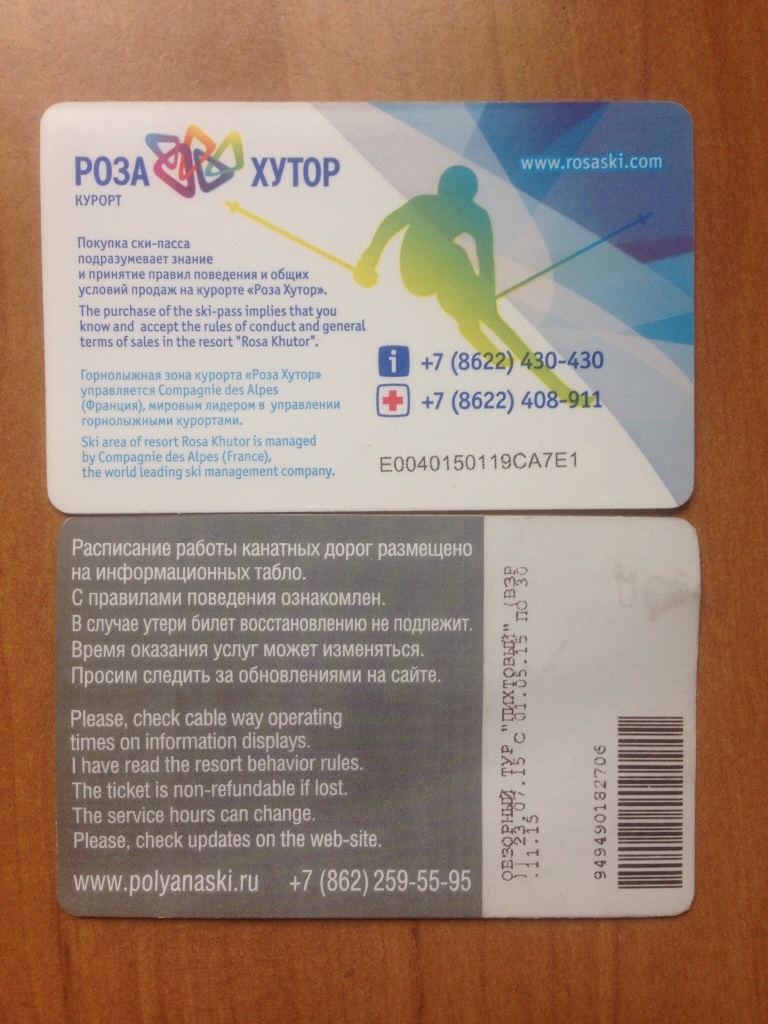 РОЗА ХУТОР
КУРОРТ
www.rosaski.com
Покупка ски-пасса
подразумевает знание
и принятие правил поведения и общих
условий продаж на курорте «Роза Хутор».
The purchase of the ski-pass implies that you
know and accept the rules of conduct and general
terms of sales in the resort "Rosa Khutor".
Горнолыжная зона курорта «Роза Хутор»
управляется Compagnie des Alpes
(Франция), мировым лидером в управлении
горнолыжными курортами.
Ski area of resort Rosa Khutor is managed
by Compagnie des Alpes (France),
the world leading ski management company.
i +7 (8622) 430-430
+7 (8622) 408-911
E0040150119CA7E1
Расписание работы канатных дорог размещено
на информационных табло.
С правилами поведения ознакомлен.
В случае утери билет восстановлению не подлежит.
Время оказания услуг может изменяться.
Просим следить за обновлениями на сайте.
Please, check cable way operating
times on information displays.
I have read the resort behavior rules.
The ticket is non-refundable if lost.
The service hours can change.
Please, check updates on the web-site.
www.polyanaski.ru +7 (862) 259-55-95
ОБЗОРНЫЙ ТУР "ПИХТОВЫЙ" (ВЗР
) 23.07.15 С 01.05.15 по 30
.11.15
949490182706